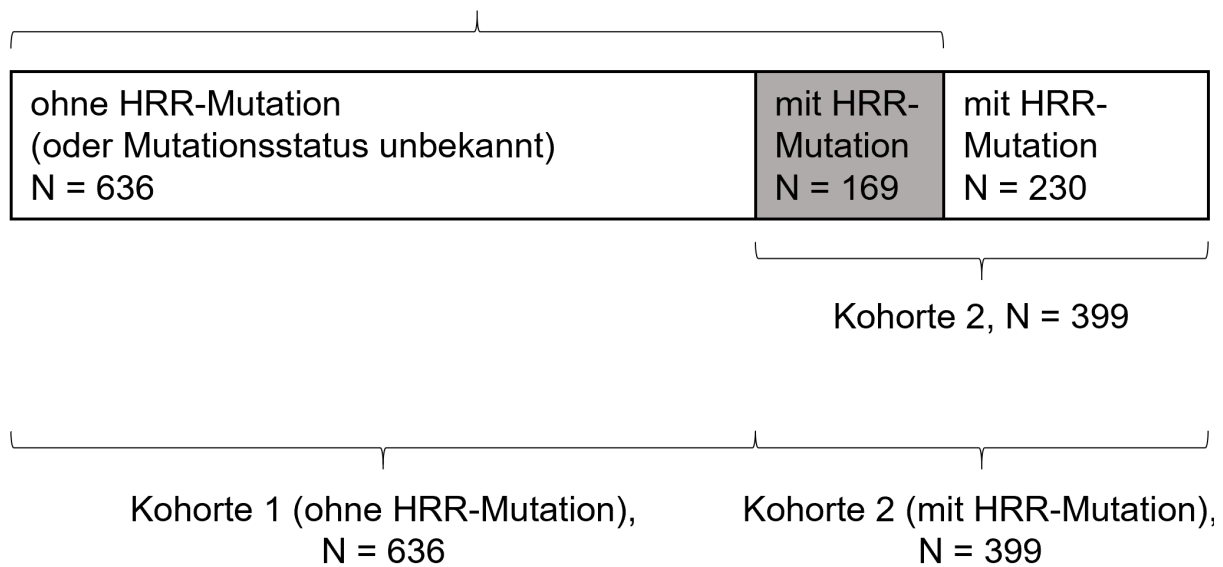 ohne HRR-Mutation
(oder Mutationsstatus unbekannt)
N = 636
mit HRR-
Mutation
N = 169
mit HRR-
Mutation
N = 230
Kohorte 2, N = 399
Kohorte 1 (ohne HRR-Mutation),
N = 636
Kohorte 2 (mit HRR-Mutation),
N = 399